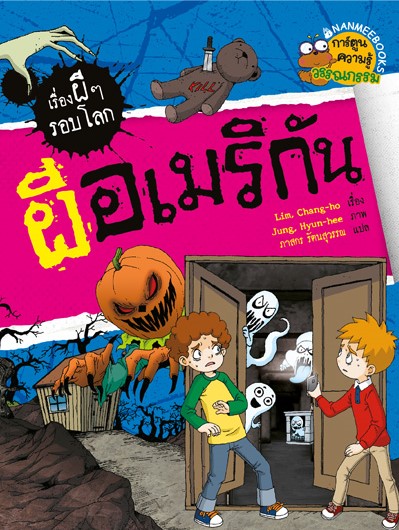 NANMEEBOOKS
การ์ตูน
ความรู้
วรรณกรรม
เรื่องผีๆ
รอบโลก
ผีอเมริกัน
Lim, Chang-ho เรื่อง
Jung, Hyun-hee ภาพ
ภาสกร รัตนสุวรรณ แปล